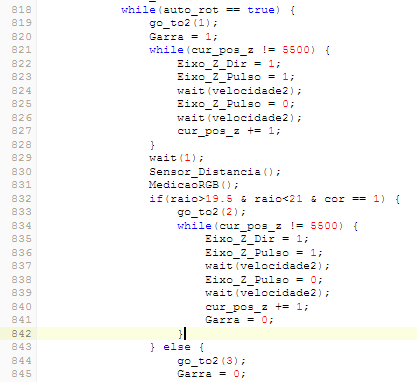 818 while(auto_rot == true) {
819 go_to2(1);
820 Garra = 1;
821 while(cur_pos_z != 5500) {
822 Eixo_Z_Dir = 1;
823 Eixo_Z_Pulso = 1;
824 wait(velocidade2);
825 Eixo_Z_Pulso = 0;
826 wait(velocidade2);
827 cur_pos_z += 1;
828 }
829 wait(1);
830 Sensor_Distancia();
831 MedicaoRGB();
832 if(raio>19.5 & raio<21 & cor == 1) {
833 go_to2(2);
834 while(cur_pos_z != 5500) {
835 Eixo_Z_Dir = 1;
836 Eixo_Z_Pulso = 1;
837 wait(velocidade2);
838 Eixo_Z_Pulso = 0;
839 wait(velocidade2);
840 cur_pos_z += 1;
841 Garra = 0;
842 }
843 } else {
844 go_to2(3);
845 Garra = 0;